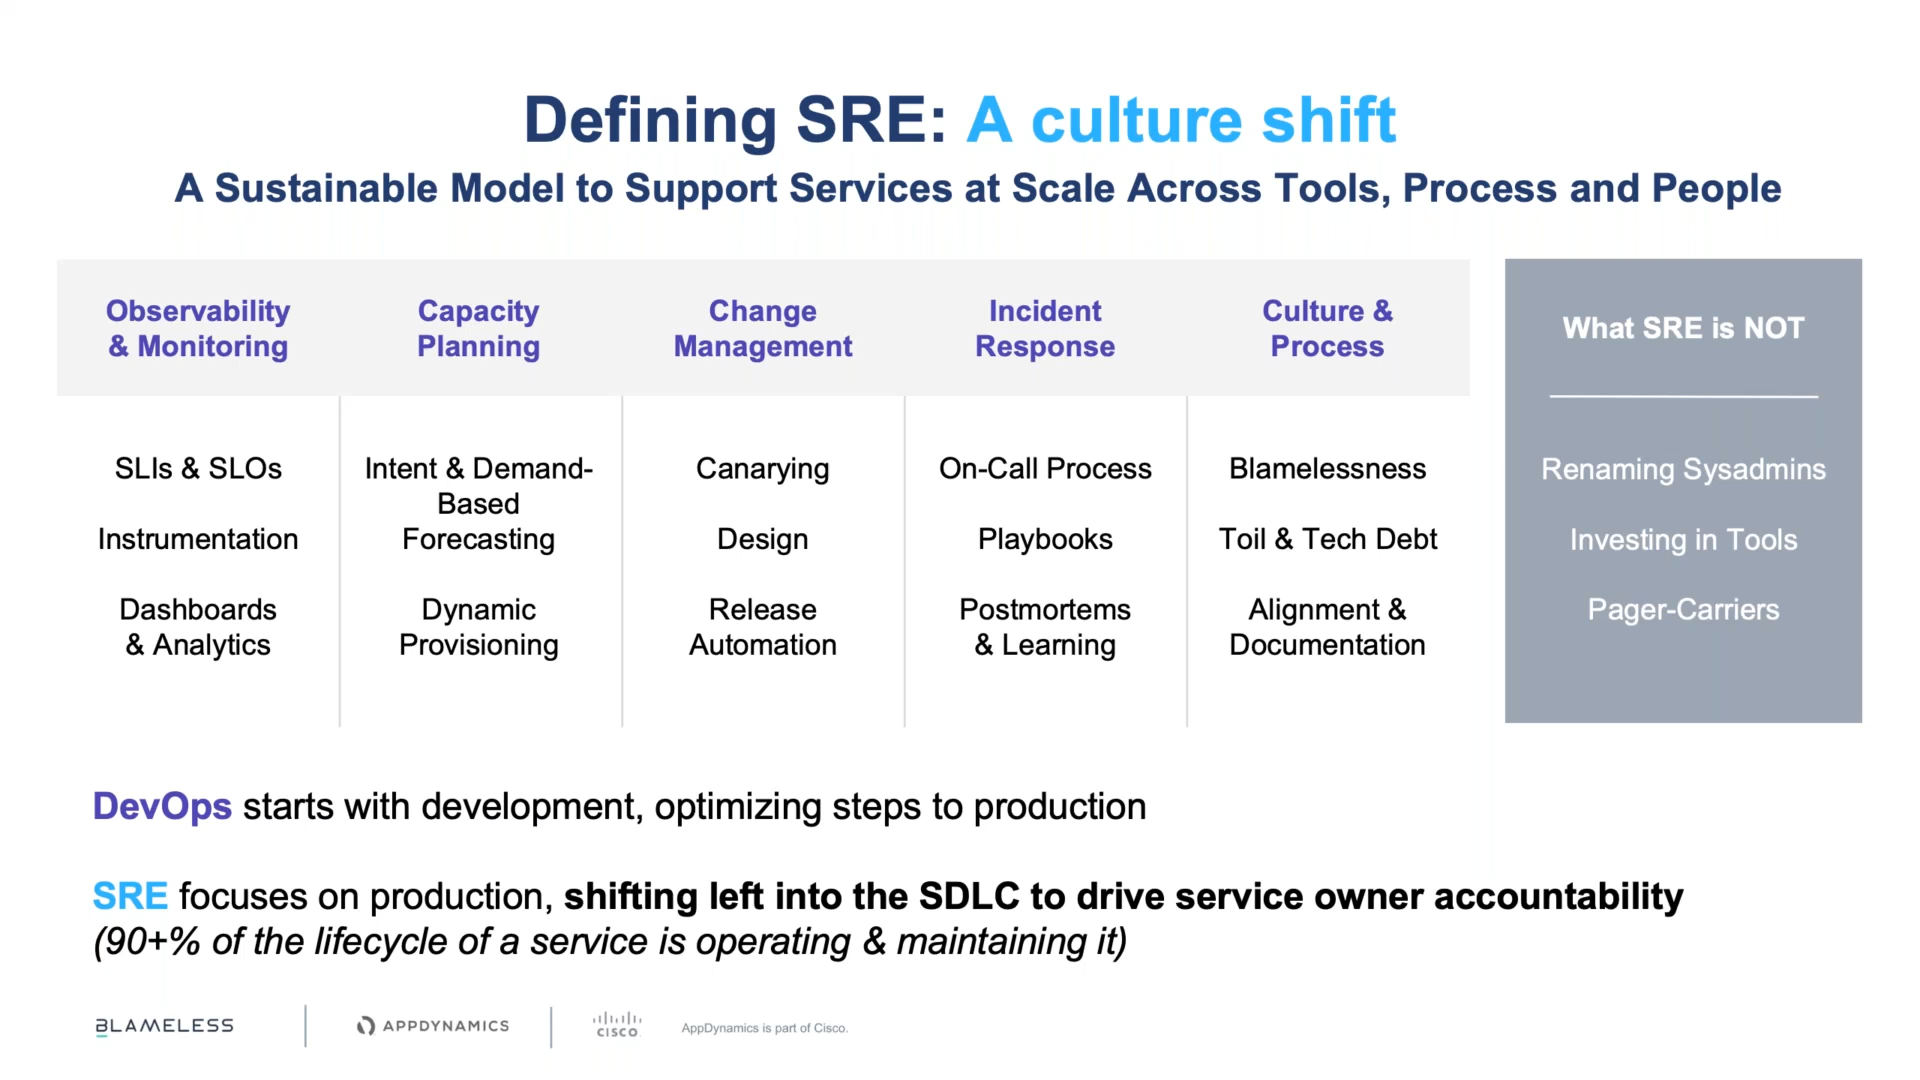 Defining SRE: A culture shift
A Sustainable Model to Support Services at Scale Across Tools, Process and People
Observability
& Monitoring
SLIs & SLOs
Instrumentation
Dashboards
& Analytics
Capacity
Planning
Intent & Demand-
Based
Forecasting
Dynamic
Provisioning
Change
Management
Canarying
Design
Release
Automation
Incident
Response
On-Call Process
Playbooks
Postmortems
& Learning
Culture &
Process
Blamelessness
Toil & Tech Debt
Alignment &
Documentation
What SRE is NOT
Renaming Sysadmins
Investing in Tools
Pager-Carriers
DevOps starts with development, optimizing steps to production
SRE focuses on production, shifting left into the SDLC to drive service owner accountability
(90+% of the lifecycle of a service is operating & maintaining it)
BLAMELESS
APPDYNAMICS
CISCO
AppDynamics is part of Cisco.